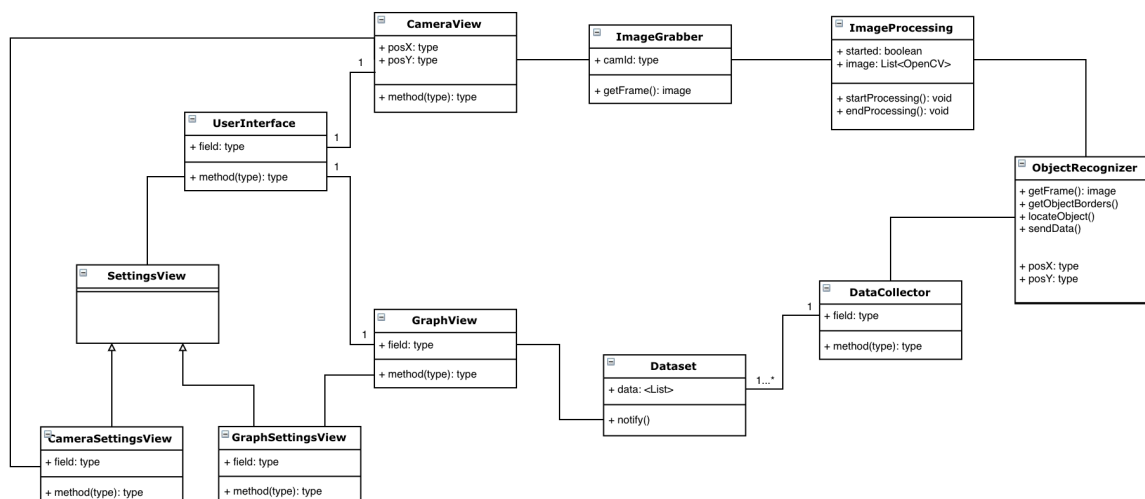 CameraView
+ posX: type
+ posY: type
+ method(type): type
ImageGrabber
+ camId: type
+ getFrame(): image
ImageProcessing
+ started: boolean
+ image: List<OpenCV>
+ startProcessing(): void
+ endProcessing(): void
1
UserInterface
+ field: type
+ method(type): type
1
1
ObjectRecognizer
+ getFrame(): image
+ getObjectBorders()
+ locateObject()
+ sendData()
+ posX: type
+ posY: type
SettingsView
DataCollector
+ field: type
+ method(type): type
1
GraphView
+ field: type
+ method(type): type
1
Dataset
+ data: <List>
+ notify()
1...*
CameraSettingsView
+ field: type
+ method(type): type
GraphSettingsView
+ field: type
+ method(type): type